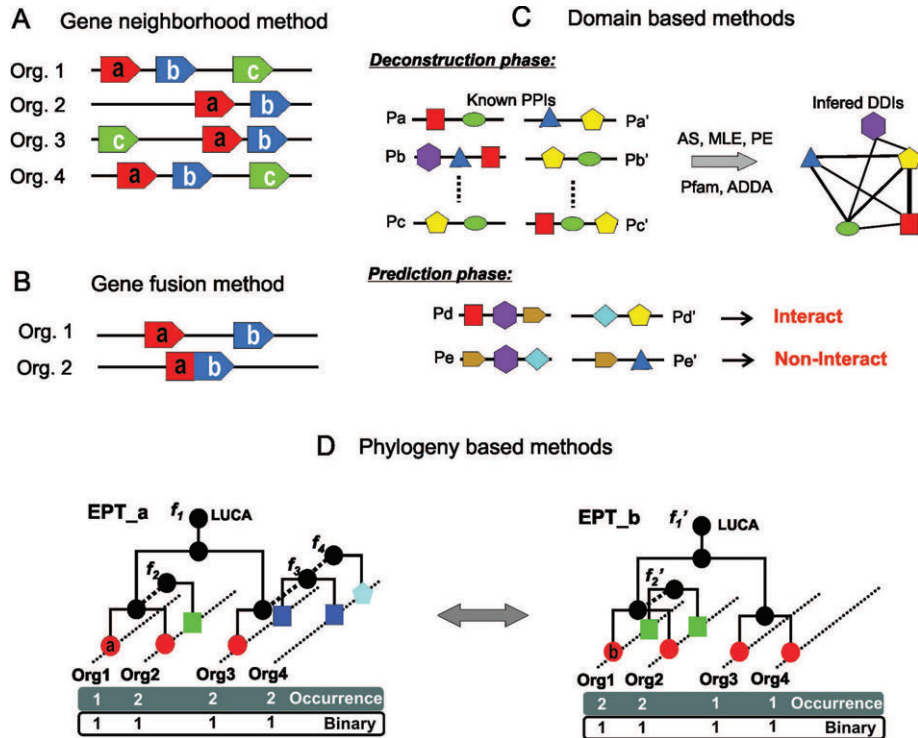 A Gene neighborhood method
Org. 1 a b c
Org. 2 a b
Org. 3 c a b
Org. 4 a b c
B Gene fusion method
Org. 1 a b
Org. 2 a b
C Domain based methods
Deconstruction phase:
Known PPIs
Infered DDIs
Pa Pa'
Pb Pb'
Pc Pc'
AS, MLE, PE
Pfam, ADDA
Prediction phase:
Pd Pd' Interact
Pe Pe' Non-Interact
D Phylogeny based methods
EPT_a f1 LUCA
f2 f3 f4
a
Org1 Org2 Org3 Org4
1 2 2 2 Occurrence
1 1 1 1 Binary
EPT_b f1' LUCA
f2'
b
Org1 Org2 Org3 Org4
2 2 1 1 Occurrence
1 1 1 1 Binary